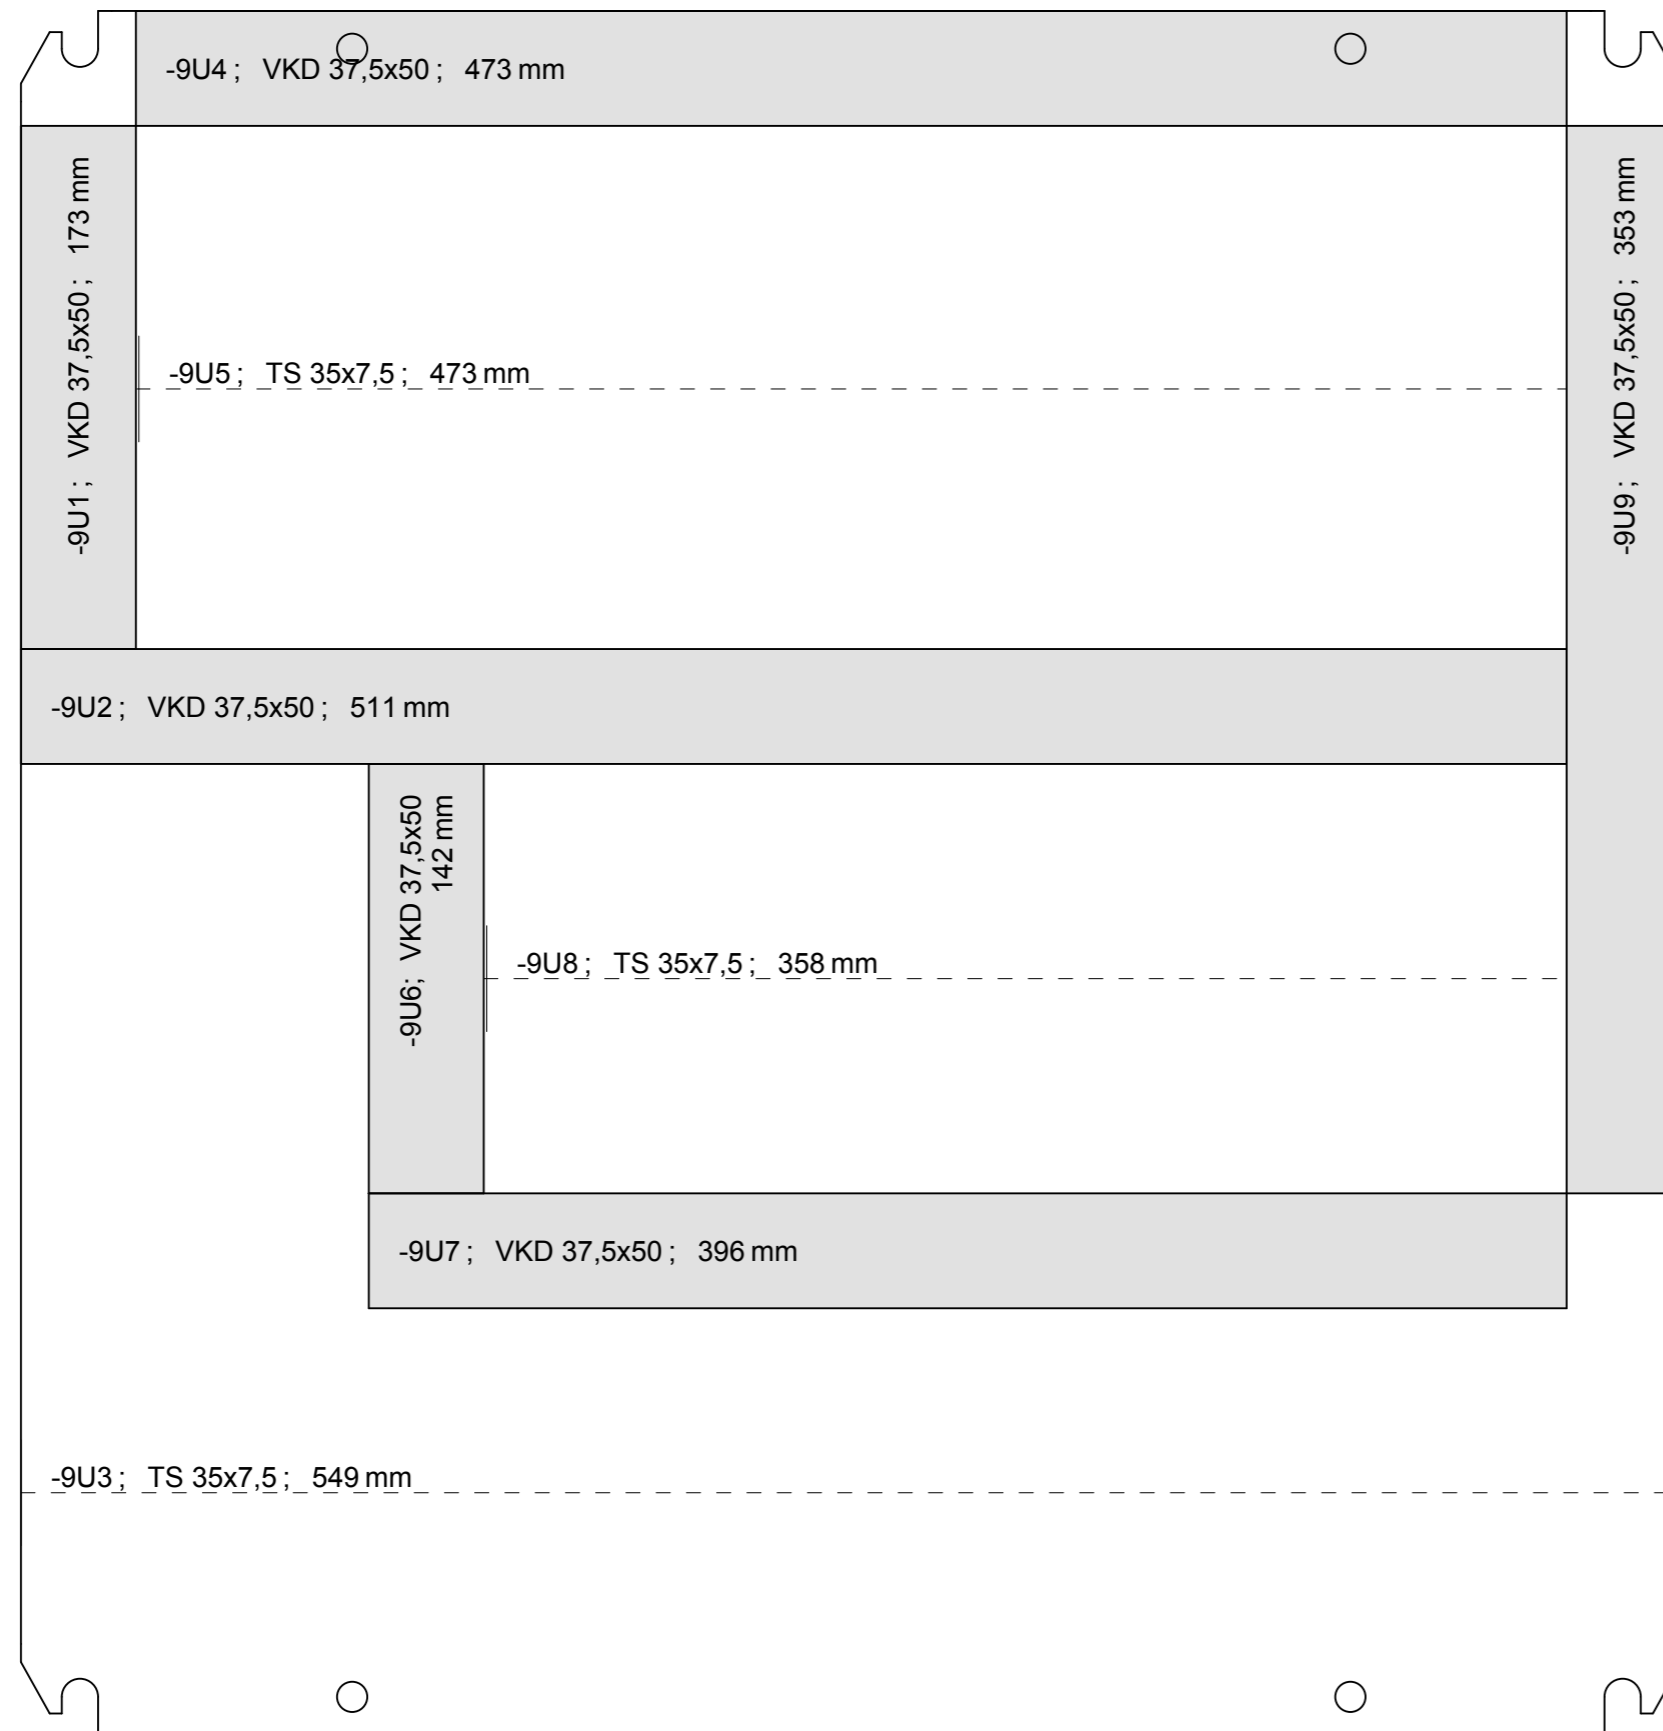 -9U4 ; VKD 37,5x50 ; 473 mm
-9U1 ; VKD 37,5x50 ; 173 mm
-9U9 ; VKD 37,5x50 ; 353 mm
-9U5 ; TS 35x7,5 ; 473 mm
-9U2 ; VKD 37,5x50 ; 511 mm
-9U6; VKD 37,5x50
142 mm
-9U8 ; TS 35x7,5 ; 358 mm
-9U7 ; VKD 37,5x50 ; 396 mm
-9U3 ; TS 35x7,5 ; 549 mm